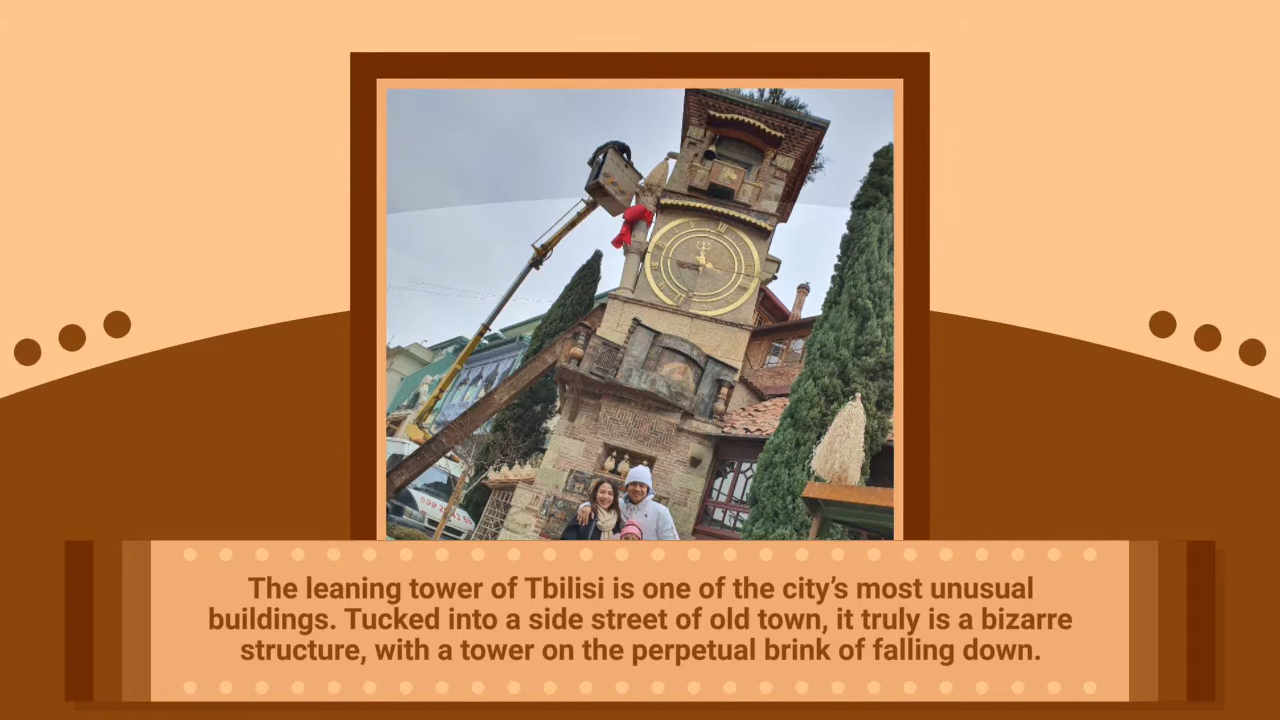 The leaning tower of Tbilisi is one of the city’s most unusual
buildings. Tucked into a side street of old town, it truly is a bizarre
structure, with a tower on the perpetual brink of falling down.